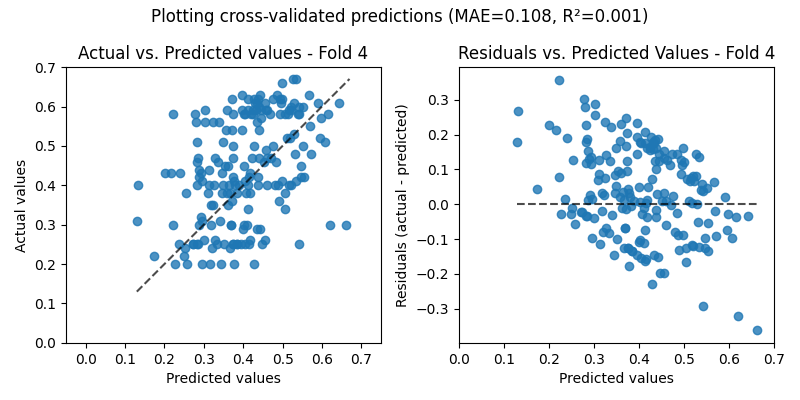 Plotting cross-validated predictions (MAE=0.108, R²=0.001)
Actual vs. Predicted values - Fold 4
Actual values
0.7
0.6
0.5
0.4
0.3
0.2
0.1
0.0
0.0 0.1 0.2 0.3 0.4 0.5 0.6 0.7
Predicted values
Residuals vs. Predicted Values - Fold 4
Residuals (actual - predicted)
0.3
0.2
0.1
0.0
−0.1
−0.2
−0.3
0.0 0.1 0.2 0.3 0.4 0.5 0.6 0.7
Predicted values